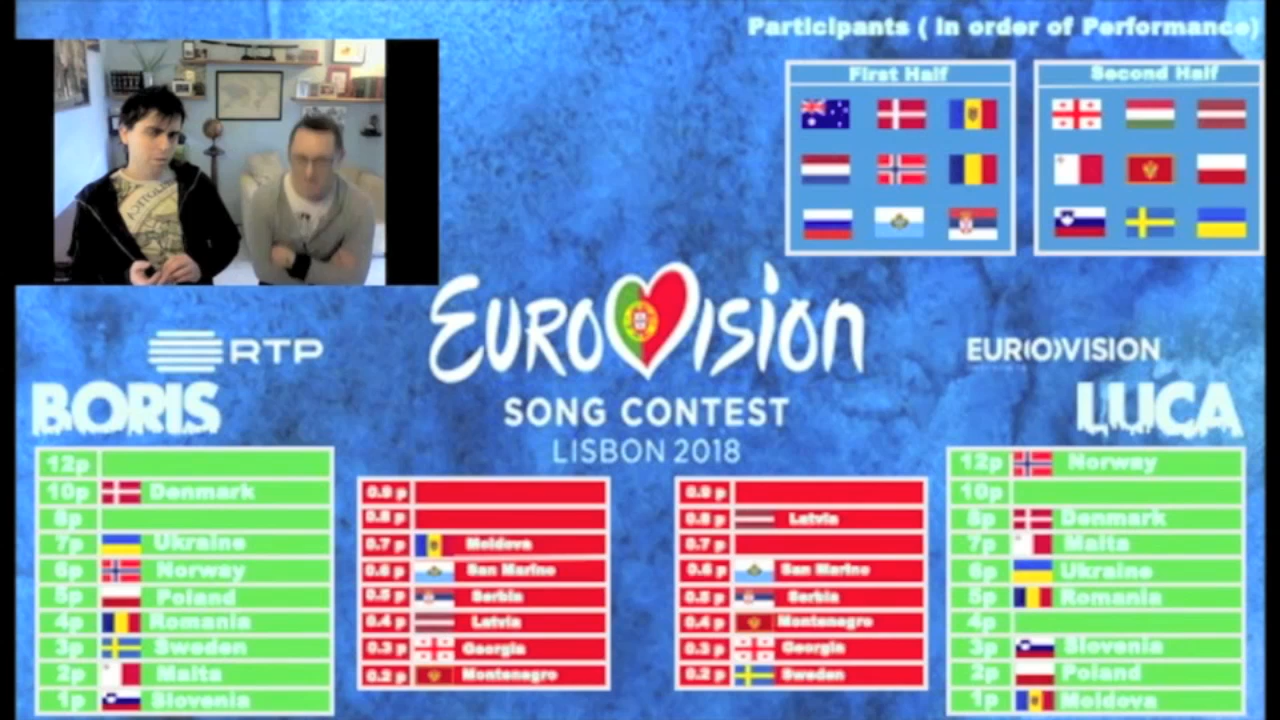 Participants ( in order of Performance)
First Half
Second Half
EUROVISION
SONG CONTEST
LISBON 2018
RTP
EUROVISION
BORIS
LUCA
12p
10p Denmark
8p
7p Ukraine
6p Norway
5p Poland
4p Romania
3p Sweden
2p Malta
1p Slovenia
0.9 p
0.8 p
0.7 p Moldova
0.6 p San Marino
0.5 p Serbia
0.4 p Latvia
0.3 p Georgia
0.2 p Montenegro
0.9 p
0.8 p Latvia
0.7 p
0.6 p San Marino
0.5 p Serbia
0.4 p Montenegro
0.3 p Georgia
0.2 p Sweden
12p Norway
10p
8p Denmark
7p Malta
6p Ukraine
5p Romania
4p
3p Slovenia
2p Poland
1p Moldova